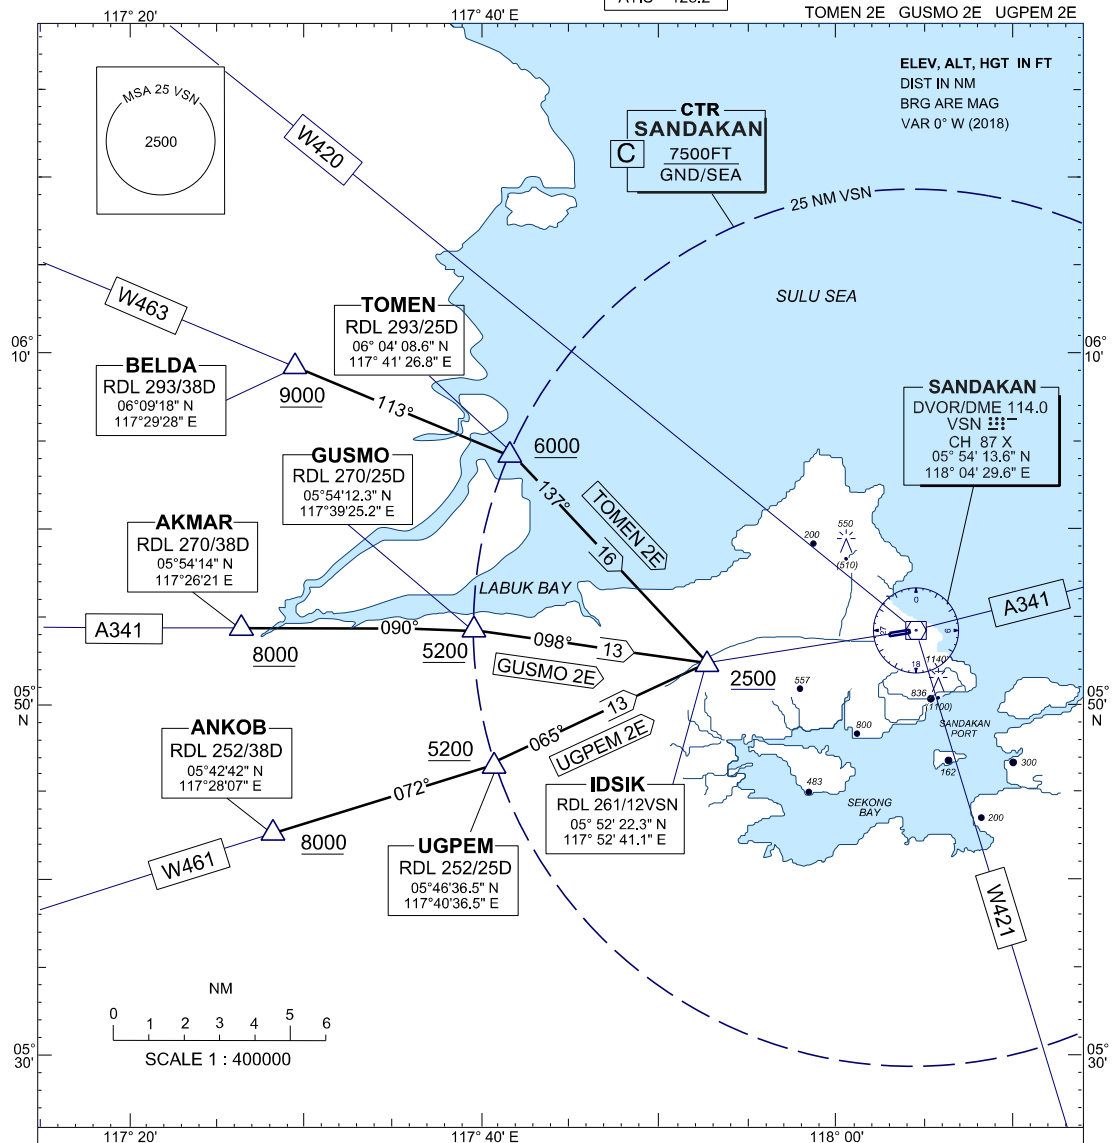 117° 20'
117° 40' E
TOMEN 2E GUSMO 2E UGPEM 2E
ELEV, ALT, HGT IN FT
DIST IN NM
BRG ARE MAG
VAR 0° W (2018)
MSA 25 VSN
2500
W420
CTR
SANDAKAN
C
7500FT
GND/SEA
25 NM VSN
SULU SEA
W463
TOMEN
RDL 293/25D
06° 04' 08.6" N
117° 41' 26.8" E
06°
10'
06°
10'
BELDA
RDL 293/38D
06°09'18" N
117°29'28" E
9000
113°
6000
SANDAKAN
DVOR/DME 114.0
VSN
CH 87 X
05° 54' 13.6" N
118° 04' 29.6" E
GUSMO
RDL 270/25D
05°54'12.3" N
117°39'25.2" E
137°
TOMEN 2E
16
AKMAR
RDL 270/38D
05°54'14" N
117°26'21 E
200
550
(510)
LABUK BAY
A341
A341
090°
098°
13
8000
5200
GUSMO 2E
0
6
18
27
1140'
2500
557
836
(1100)
05°
50'
N
05°
50'
N
SANDAKAN
PORT
800
ANKOB
RDL 252/38D
05°42'42" N
117°28'07" E
5200
065°
13
UGPEM 2E
162
300
072°
IDSIK
RDL 261/12VSN
05° 52' 22.3" N
117° 52' 41.1" E
483
SEKONG
BAY
200
8000
W461
UGPEM
RDL 252/25D
05°46'36.5" N
117°40'36.5" E
W421
NM
0 1 2 3 4 5 6
SCALE 1 : 400000
05°
30'
05°
30'
117° 20'
117° 40' E
118° 00'